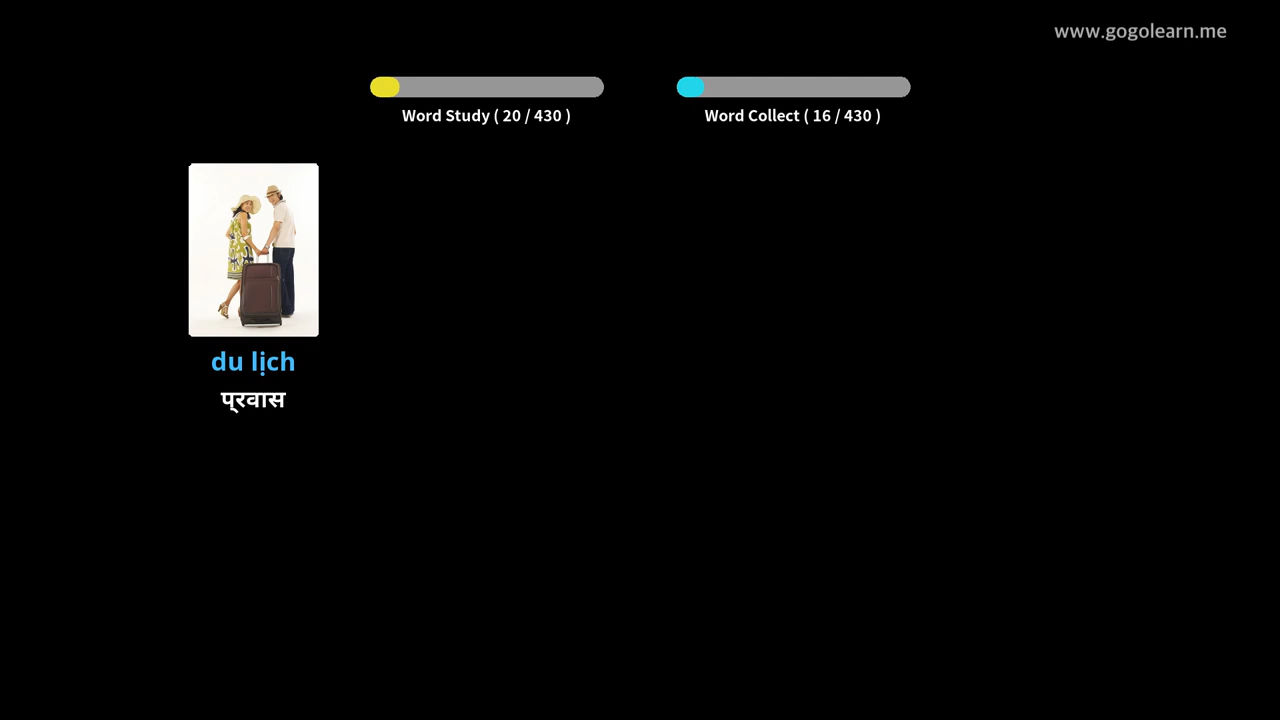 www.gogolearn.me
Word Study ( 20 / 430 )
Word Collect ( 16 / 430 )
du lịch
प्रवास